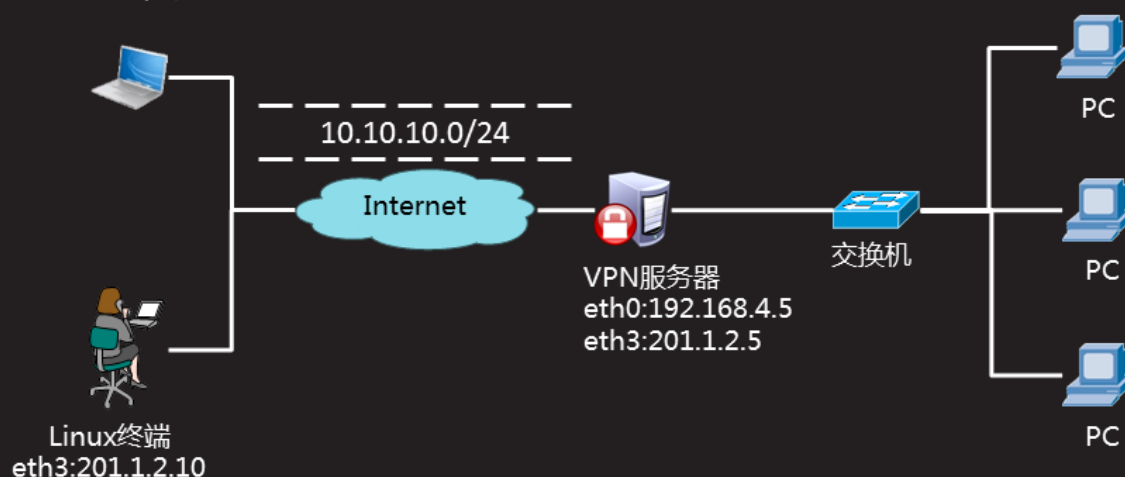 10.10.10.0/24
Internet
PC
VPN服务器
eth0:192.168.4.5
eth3:201.1.2.5
交换机
PC
Linux终端
eth3:201.1.2.10
PC